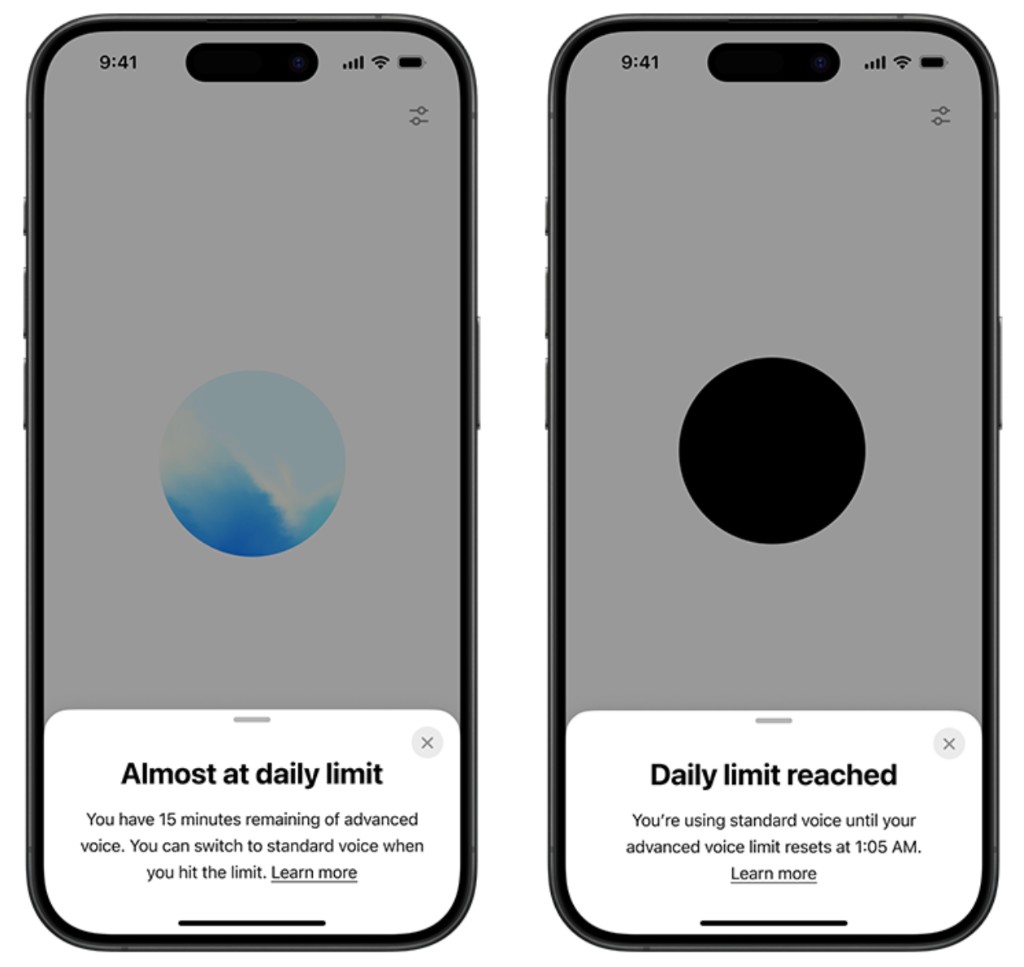 9:41
Almost at daily limit
You have 15 minutes remaining of advanced
voice. You can switch to standard voice when
you hit the limit. Learn more
9:41
Daily limit reached
You’re using standard voice until your
advanced voice limit resets at 1:05 AM.
Learn more